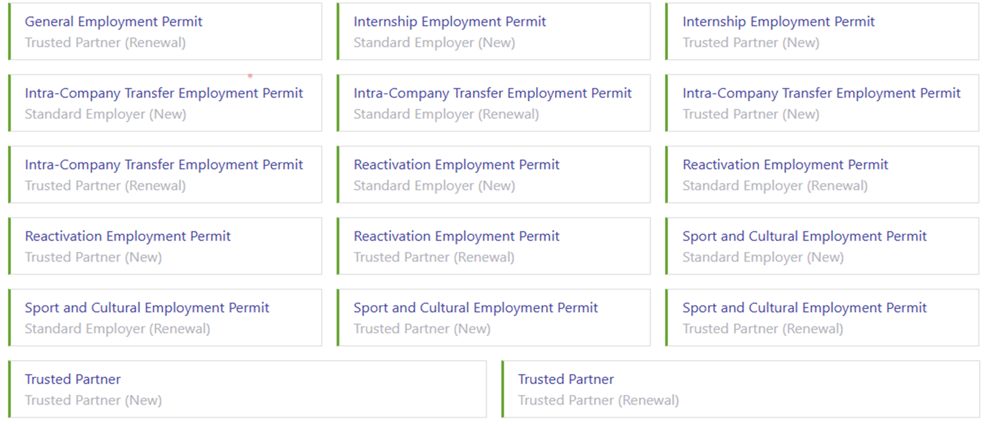 General Employment Permit
Trusted Partner (Renewal)
Internship Employment Permit
Standard Employer (New)
Internship Employment Permit
Trusted Partner (New)
Intra-Company Transfer Employment Permit
Standard Employer (New)
Intra-Company Transfer Employment Permit
Standard Employer (Renewal)
Intra-Company Transfer Employment Permit
Trusted Partner (New)
Intra-Company Transfer Employment Permit
Trusted Partner (Renewal)
Reactivation Employment Permit
Standard Employer (New)
Reactivation Employment Permit
Standard Employer (Renewal)
Reactivation Employment Permit
Trusted Partner (New)
Reactivation Employment Permit
Trusted Partner (Renewal)
Sport and Cultural Employment Permit
Standard Employer (New)
Sport and Cultural Employment Permit
Standard Employer (Renewal)
Sport and Cultural Employment Permit
Trusted Partner (New)
Sport and Cultural Employment Permit
Trusted Partner (Renewal)
Trusted Partner
Trusted Partner (New)
Trusted Partner
Trusted Partner (Renewal)